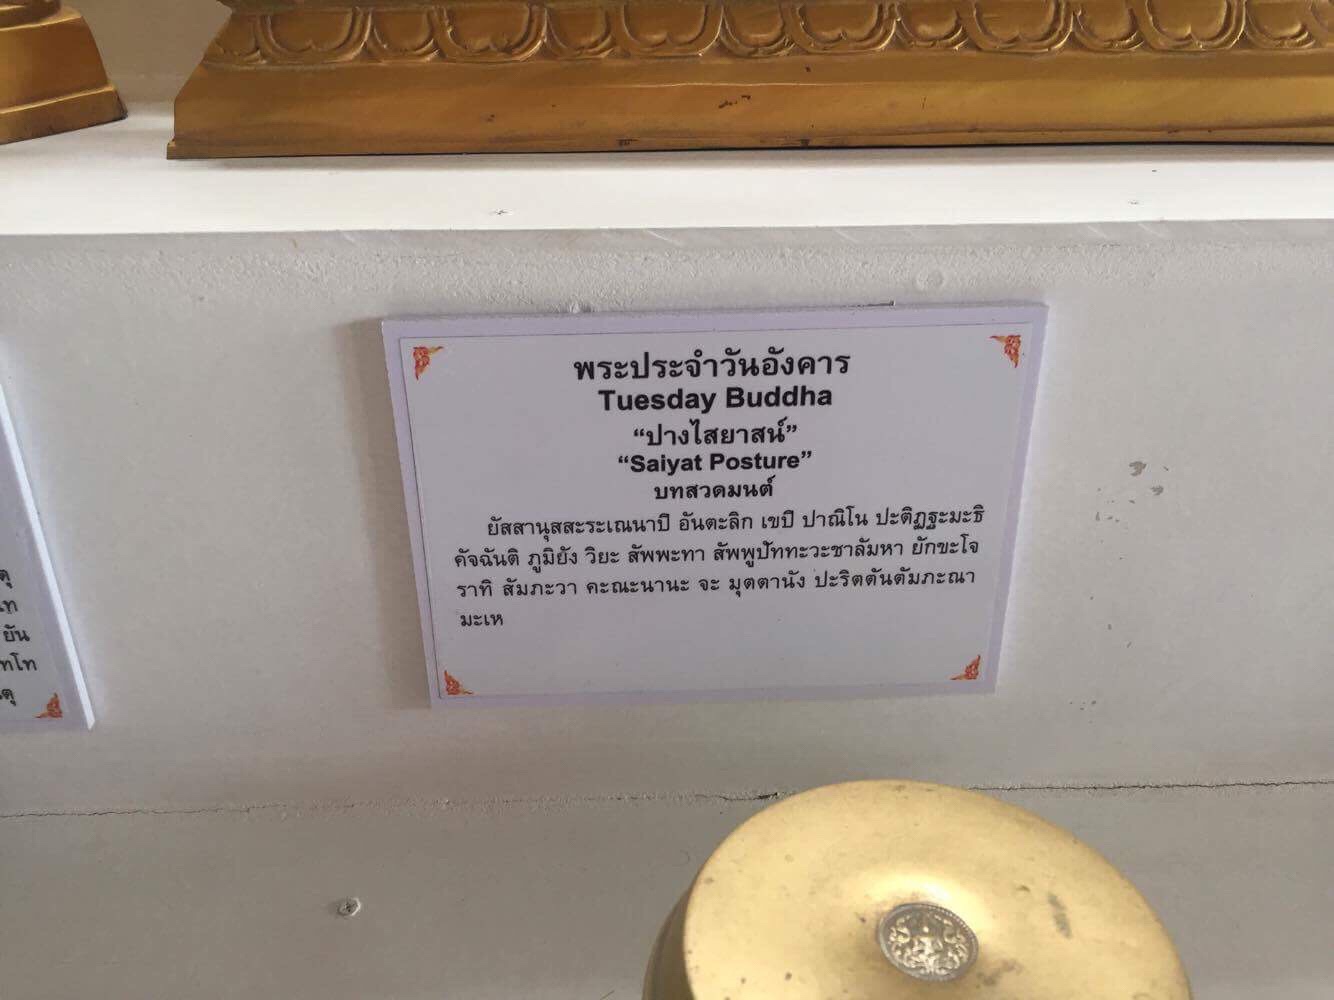 พระประจำวันอังคาร
Tuesday Buddha
“ปางไสยาสน์”
“Saiyat Posture”
บทสวดมนต์
ยัสสานุสสะระเณนาปิ อันตะลิก เขปิ ปาณิโน ปะติฏฐะมะธิ
คัจฉันติ ภูมิยัง วิยะ สัพพะทา สัพพูปัททะวะชาลัมหา ยักขะโจ
ราทิ สัมภะวา คะณะนานะ จะ มุตตานัง ปะริตตันตัมภะณา
มะเห
ยัน